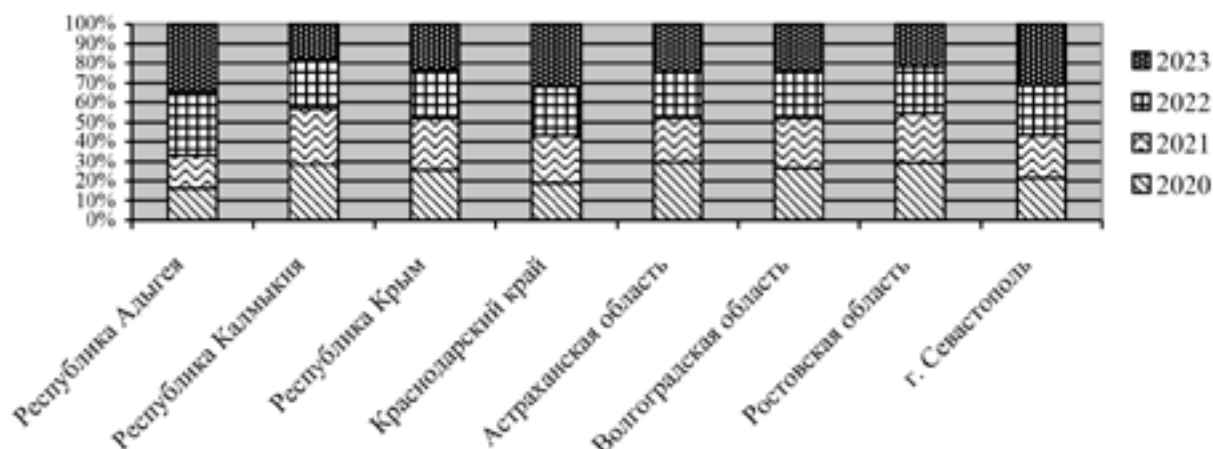 100%
90%
80%
70%
60%
50%
40%
30%
20%
10%
0%
2023
2022
2021
2020
Республика Адыгея
Республика Калмыкия
Республика Крым
Краснодарский край
Астраханская область
Волгоградская область
Ростовская область
г. Севастополь